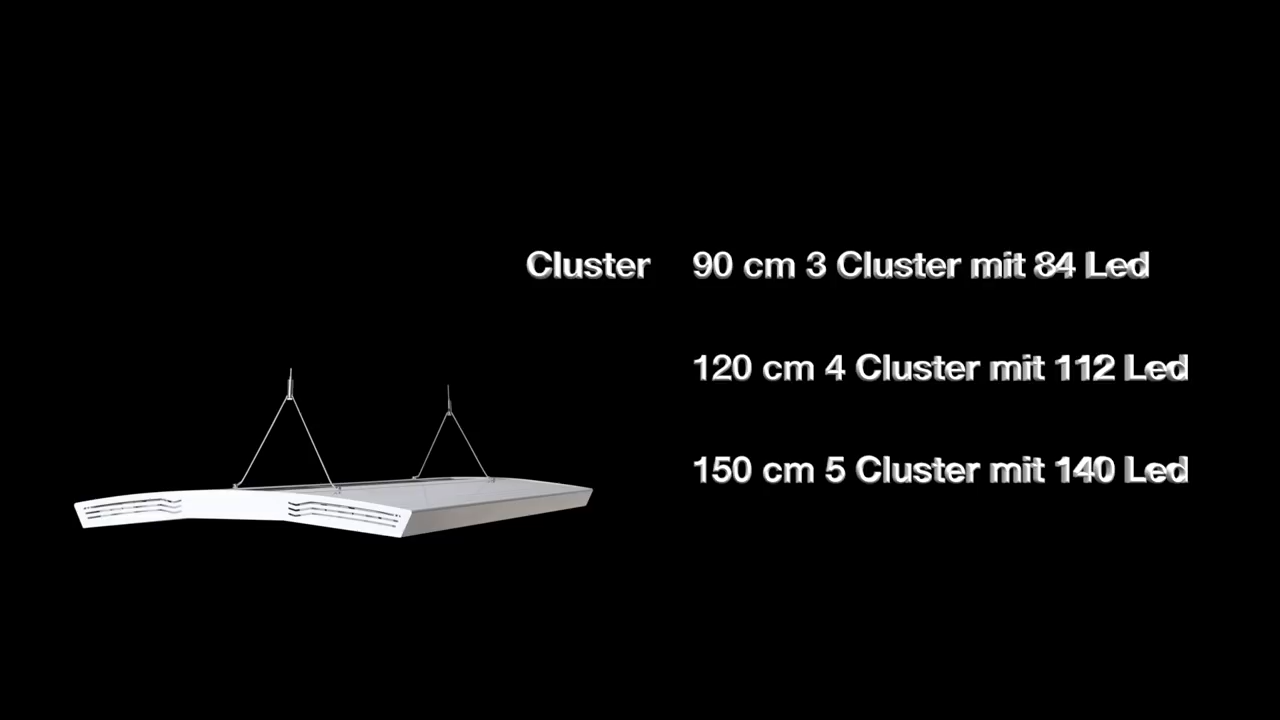 Cluster 90 cm 3 Cluster mit 84 Led
120 cm 4 Cluster mit 112 Led
150 cm 5 Cluster mit 140 Led